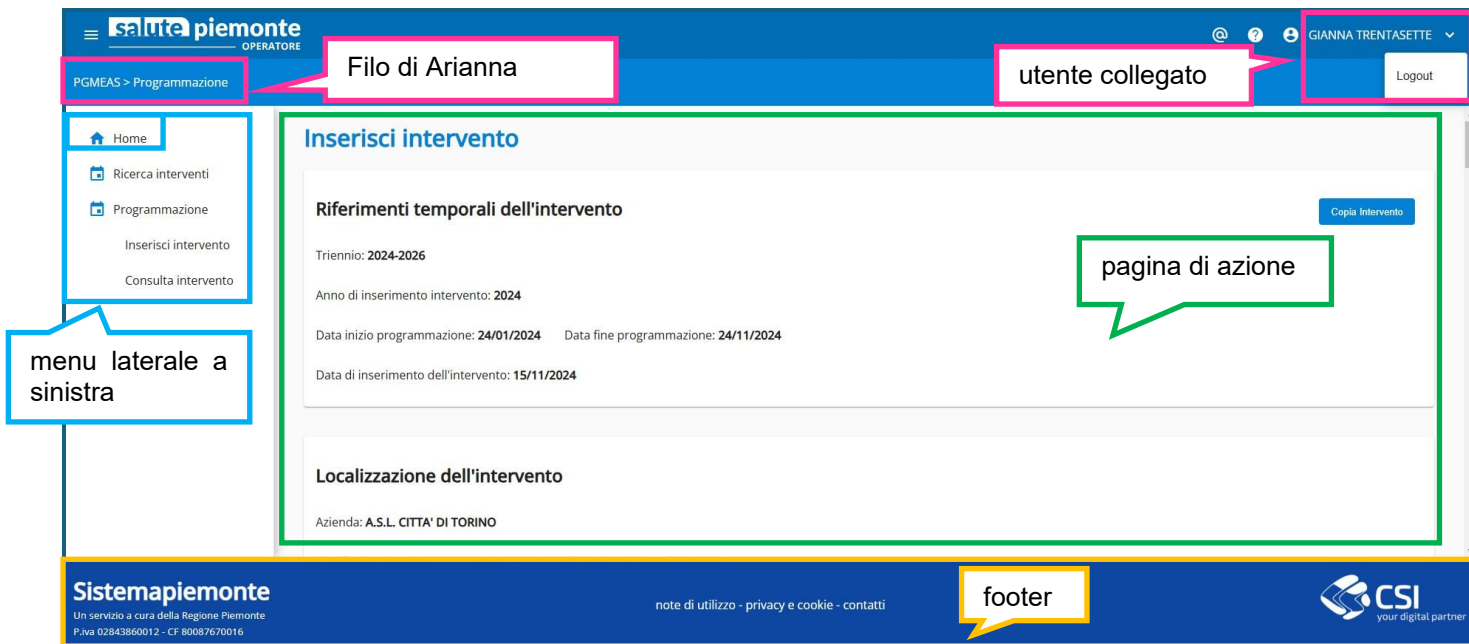 salute piemonte
OPERATORE
@ ? GIANNA TRENTASETTE
Logout
PGMEAS > Programmazione
Filo di Arianna
utente collegato
Home
Ricerca interventi
Programmazione
Inserisci intervento
Consulta intervento
menu laterale a
sinistra
Inserisci intervento
Riferimenti temporali dell'intervento
Copia Intervento
Triennio: 2024-2026
Anno di inserimento intervento: 2024
Data inizio programmazione: 24/01/2024 Data fine programmazione: 24/11/2024
Data di inserimento dell'intervento: 15/11/2024
pagina di azione
Localizzazione dell'intervento
Azienda: A.S.L. CITTA' DI TORINO
Sistemapiemonte
Un servizio a cura della Regione Piemonte
P.iva 02843860012 - CF 80087670016
note di utilizzo - privacy e cookie - contatti
footer
CSI
your digital partner